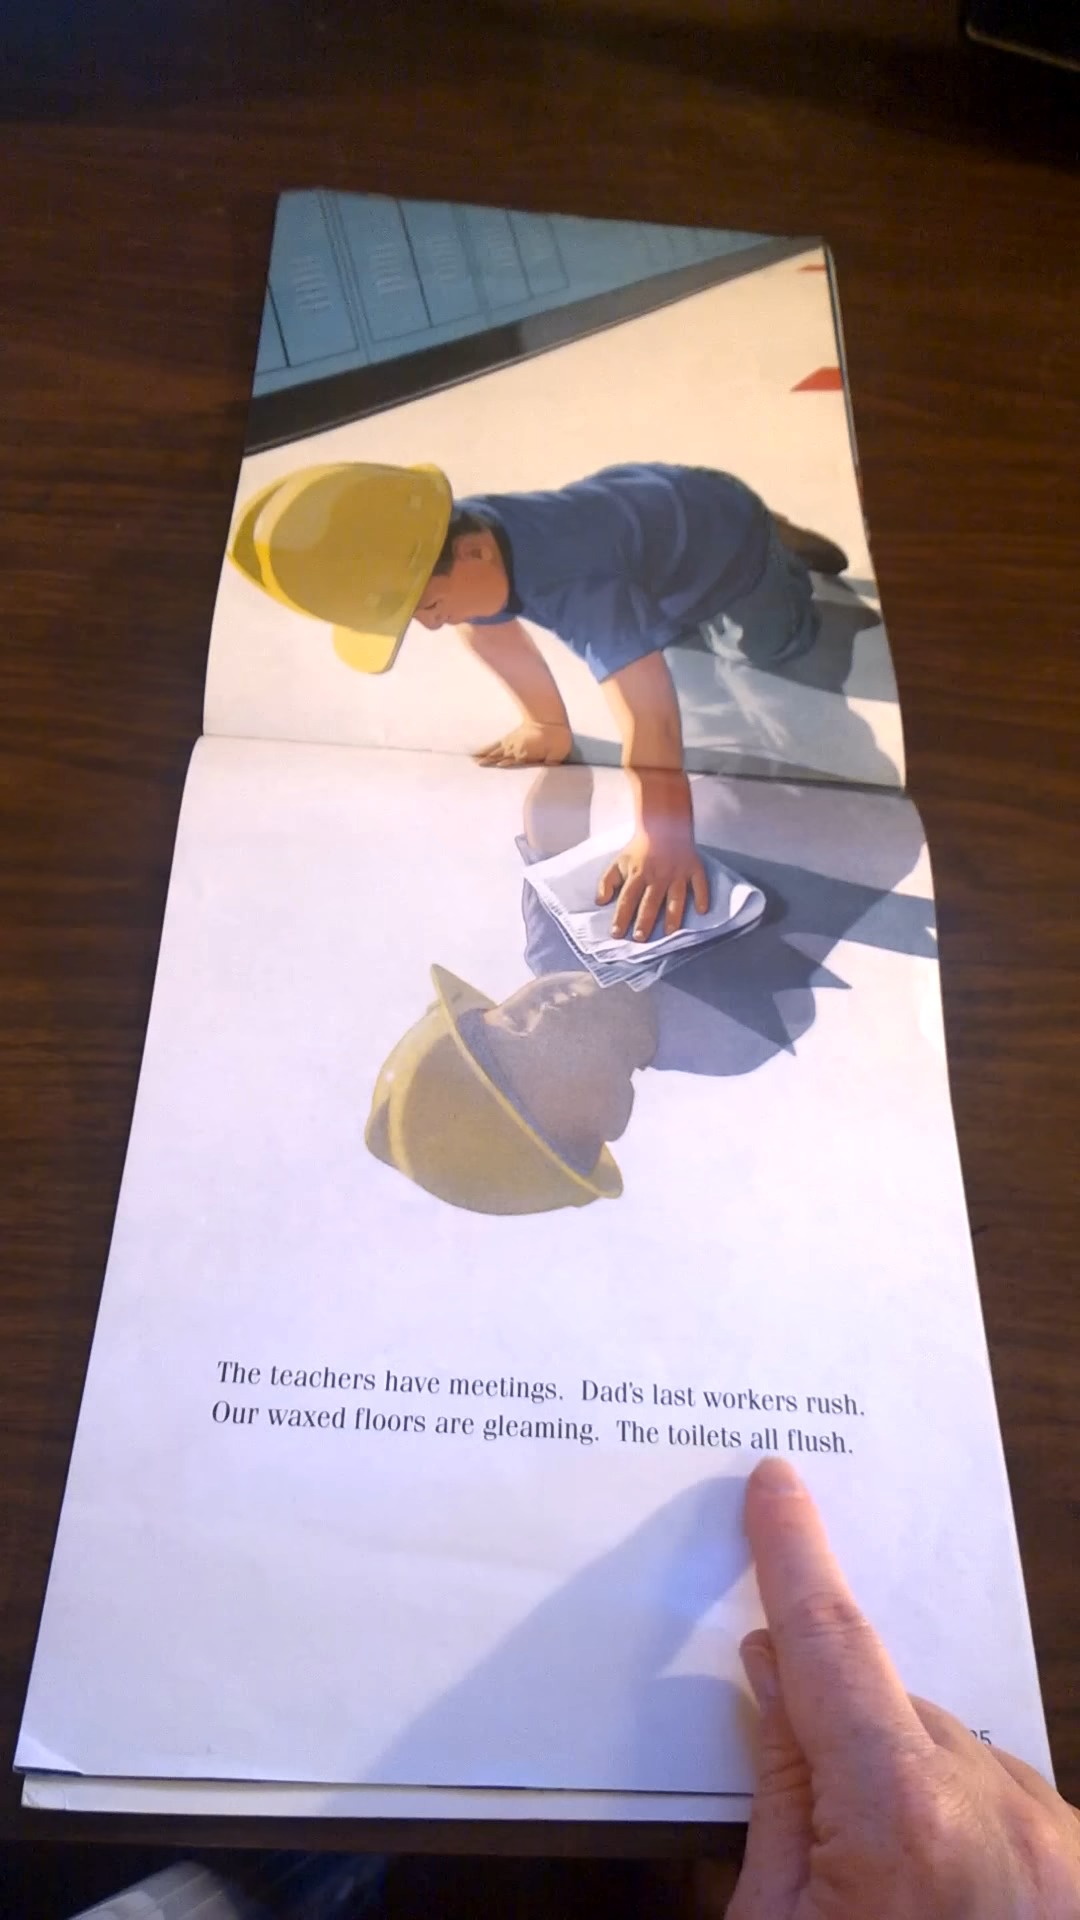 The teachers have meetings. Dad's last workers rush.
Our waxed floors are gleaming. The toilets all flush.